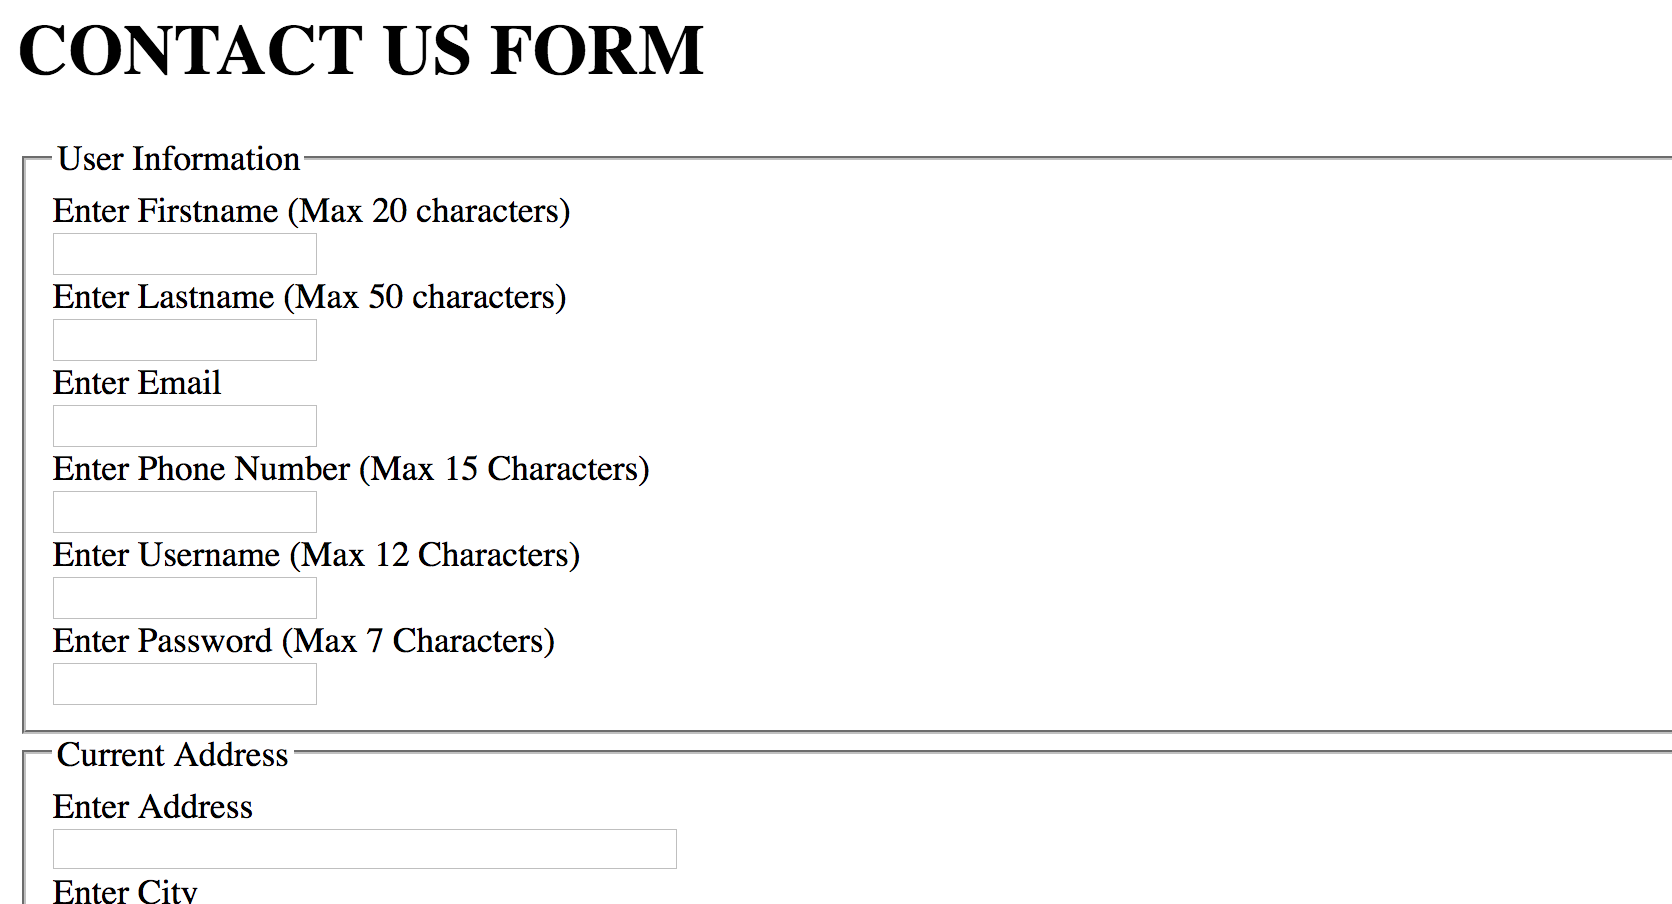 CONTACT US FORM
User Information
Enter Firstname (Max 20 characters)
Enter Lastname (Max 50 characters)
Enter Email
Enter Phone Number (Max 15 Characters)
Enter Username (Max 12 Characters)
Enter Password (Max 7 Characters)
Current Address
Enter Address
Enter City